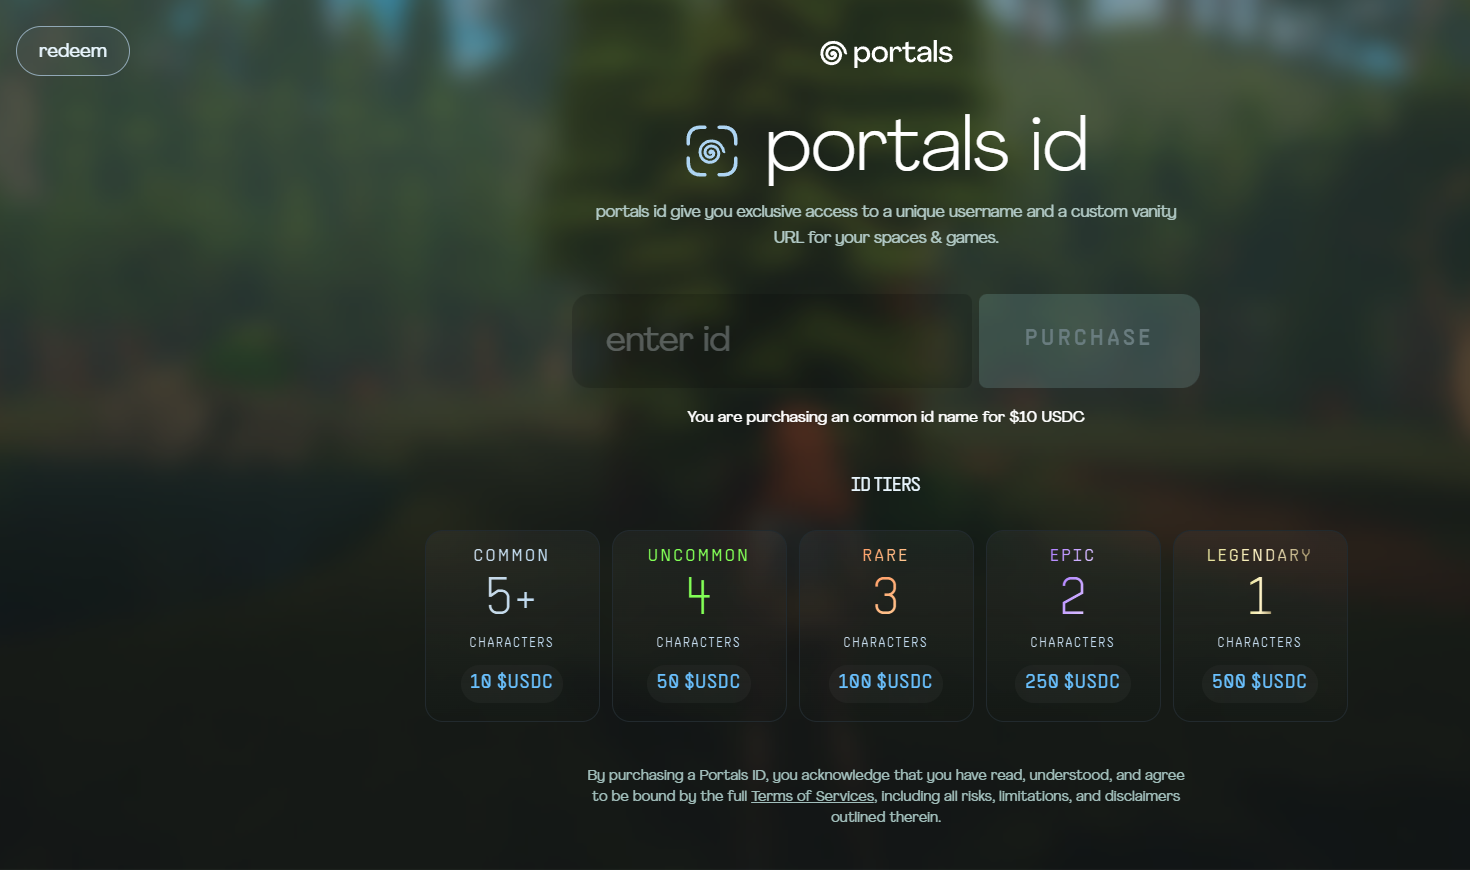 redeem
portals
portals id
portals id give you exclusive access to a unique username and a custom vanity
URL for your spaces & games.
enter id
PURCHASE
You are purchasing an common id name for $10 USDC
ID TIERS
COMMON
5+
CHARACTERS
10 $USDC
UNCOMMON
4
CHARACTERS
50 $USDC
RARE
3
CHARACTERS
100 $USDC
EPIC
2
CHARACTERS
250 $USDC
LEGENDARY
1
CHARACTERS
500 $USDC
By purchasing a Portals ID, you acknowledge that you have read, understood, and agree
to be bound by the full Terms of Services, including all risks, limitations, and disclaimers
outlined therein.